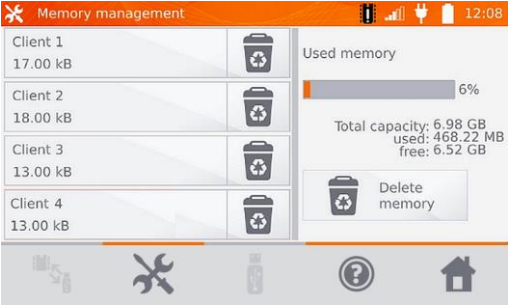 Memory management
12:08
Client 1
17.00 kB
Client 2
18.00 kB
Client 3
13.00 kB
Client 4
13.00 kB
Used memory
6%
Total capacity: 6.98 GB
used: 468.22 MB
free: 6.52 GB
Delete
memory